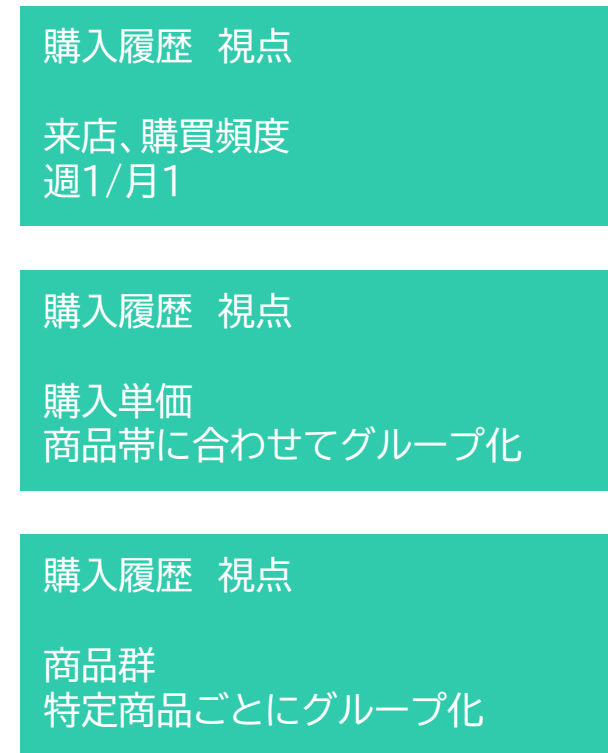 購入履歴 視点
来店、購買頻度
週1/月1
購入履歴 視点
購入単価
商品帯に合わせてグループ化
購入履歴 視点
商品群
特定商品ごとにグループ化